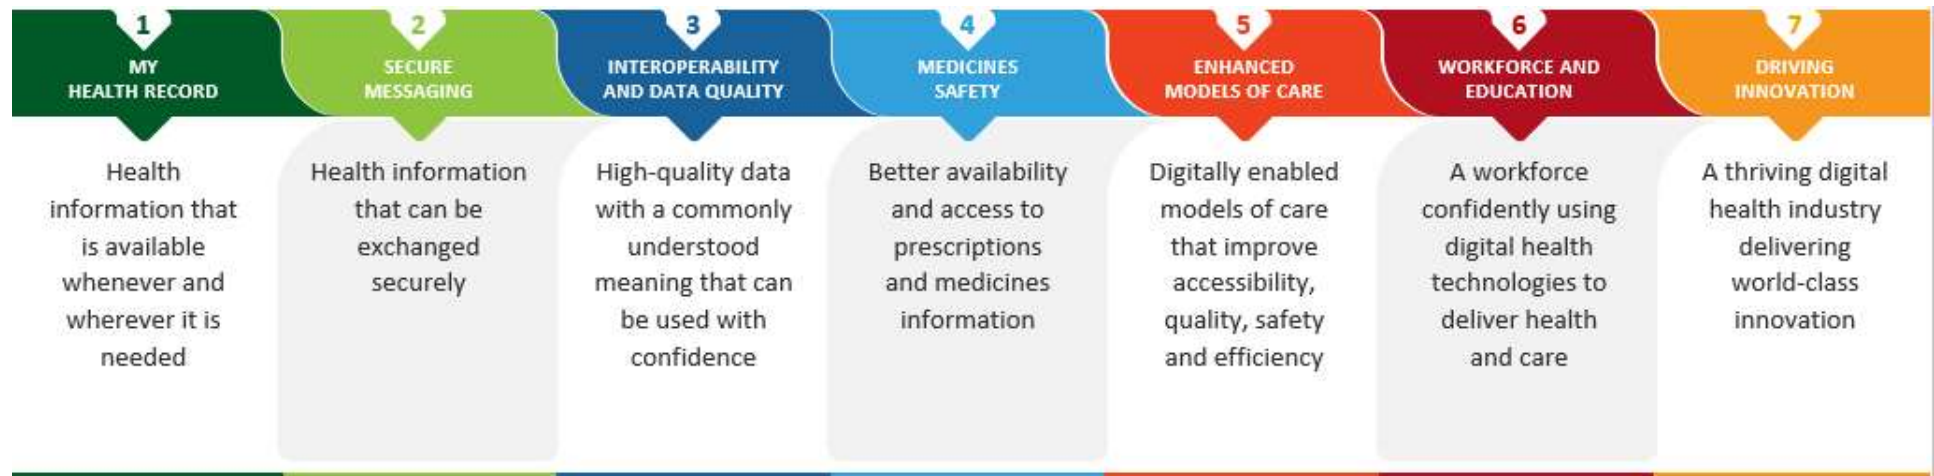 1
MY
HEALTH RECORD
Health
information that
is available
whenever and
wherever it is
needed
2
SECURE
MESSAGING
Health information
that can be
exchanged
securely
3
INTEROPERABILITY
AND DATA QUALITY
High-quality data
with a commonly
understood
meaning that can
be used with
confidence
4
MEDICINES
SAFETY
Better availability
and access to
prescriptions
and medicines
information
5
ENHANCED
MODELS OF CARE
Digitally enabled
models of care
that improve
accessibility,
quality, safety
and efficiency
6
WORKFORCE AND
EDUCATION
A workforce
confidently using
digital health
technologies to
deliver health
and care
7
DRIVING
INNOVATION
A thriving digital
health industry
delivering
world-class
innovation